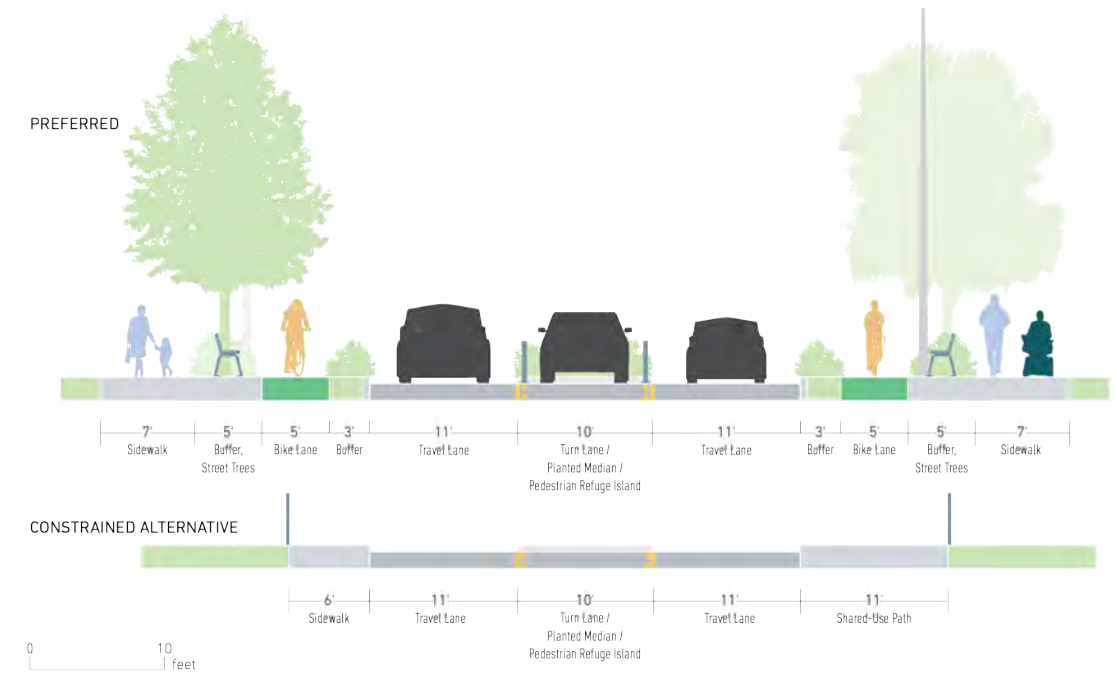 PREFERRED
7' 5' 5' 3' 11' 10' 11' 3' 5' 5' 7'
Sidewalk Buffer, Bike Lane Buffer Travel Lane Turn Lane / Travel Lane Buffer Bike Lane Buffer, Sidewalk
Street Trees Planted Median / Street Trees
Pedestrian Refuge Island
CONSTRAINED ALTERNATIVE
6' 11' 10' 11' 11'
Sidewalk Travel Lane Turn Lane / Travel Lane Shared-Use Path
Planted Median /
Pedestrian Refuge Island
0 10
feet